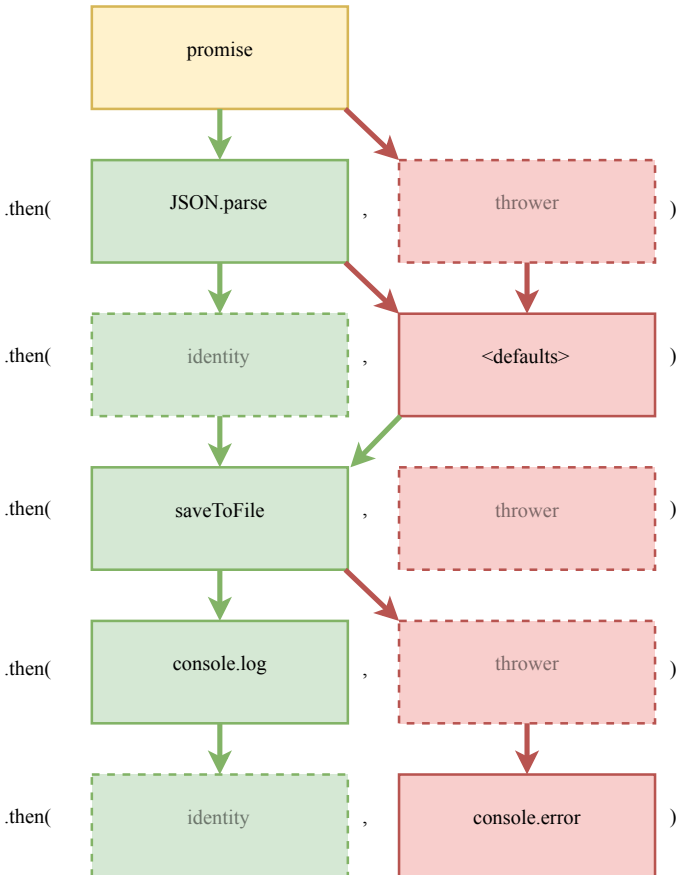 promise
.then( JSON.parse , thrower )
.then( identity , <defaults> )
.then( saveToFile , thrower )
.then( console.log , thrower )
.then( identity , console.error )